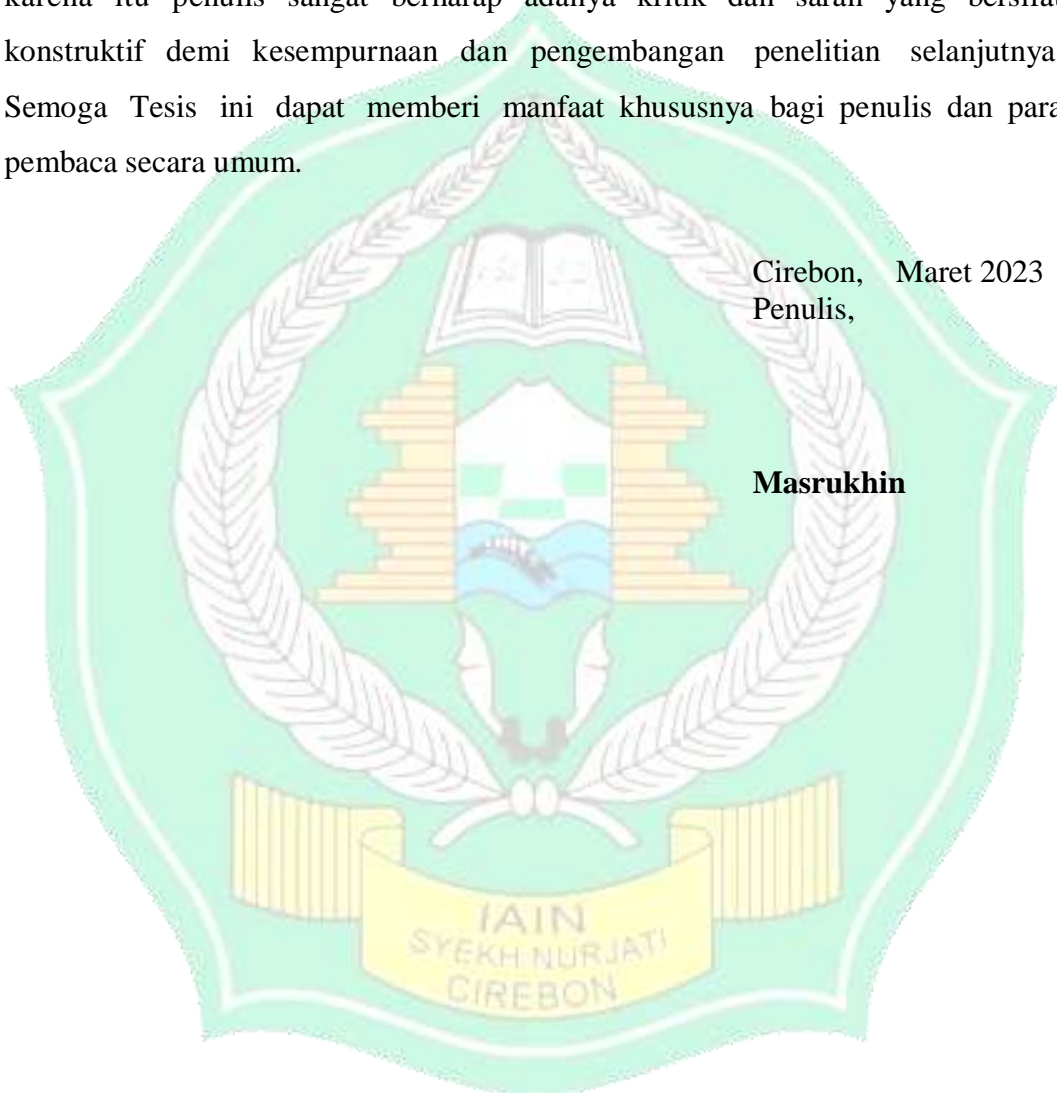 karena itu penulis sangat berharap adanya kritik dan saran yang bersifat
konstruktif demi kesempurnaan dan pengembangan penelitian selanjutnya
Semoga Tesis ini dapat memberi manfaat khususnya bagi penulis dan para
pembaca secara umum.
Cirebon, Maret 2023
Penulis,
Masrukhin
IAIN
SYEKH NURJATI
CIREBON